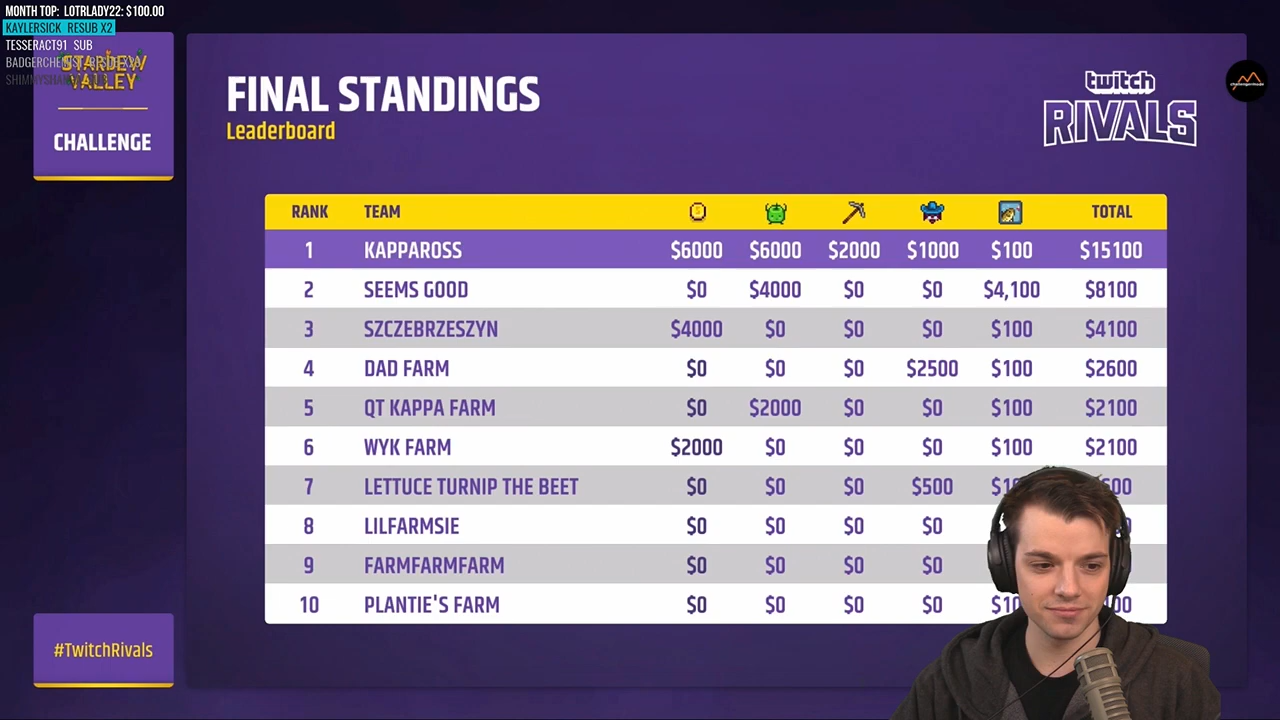 MONTH TOP: LOTRLADY22: $100.00
KAYLERSICK RESUB X2
TESSERACT91 SUB
STARDEW
VALLEY
CHALLENGE
FINAL STANDINGS
Leaderboard
twitch
RIVALS
RANK TEAM TOTAL
1 KAPPAROSS $6000 $6000 $2000 $1000 $100 $15100
2 SEEMS GOOD $0 $4000 $0 $0 $4,100 $8100
3 SZCZEBRZESZYN $4000 $0 $0 $0 $100 $4100
4 DAD FARM $0 $0 $0 $2500 $100 $2600
5 QT KAPPA FARM $0 $2000 $0 $0 $100 $2100
6 WYK FARM $2000 $0 $0 $0 $100 $2100
7 LETTUCE TURNIP THE BEET $0 $0 $0 $500
8 LILFARMSIE $0 $0 $0 $0
9 FARMFARMFARM $0 $0 $0 $0
10 PLANTIE'S FARM $0 $0 $0 $0
#TwitchRivals